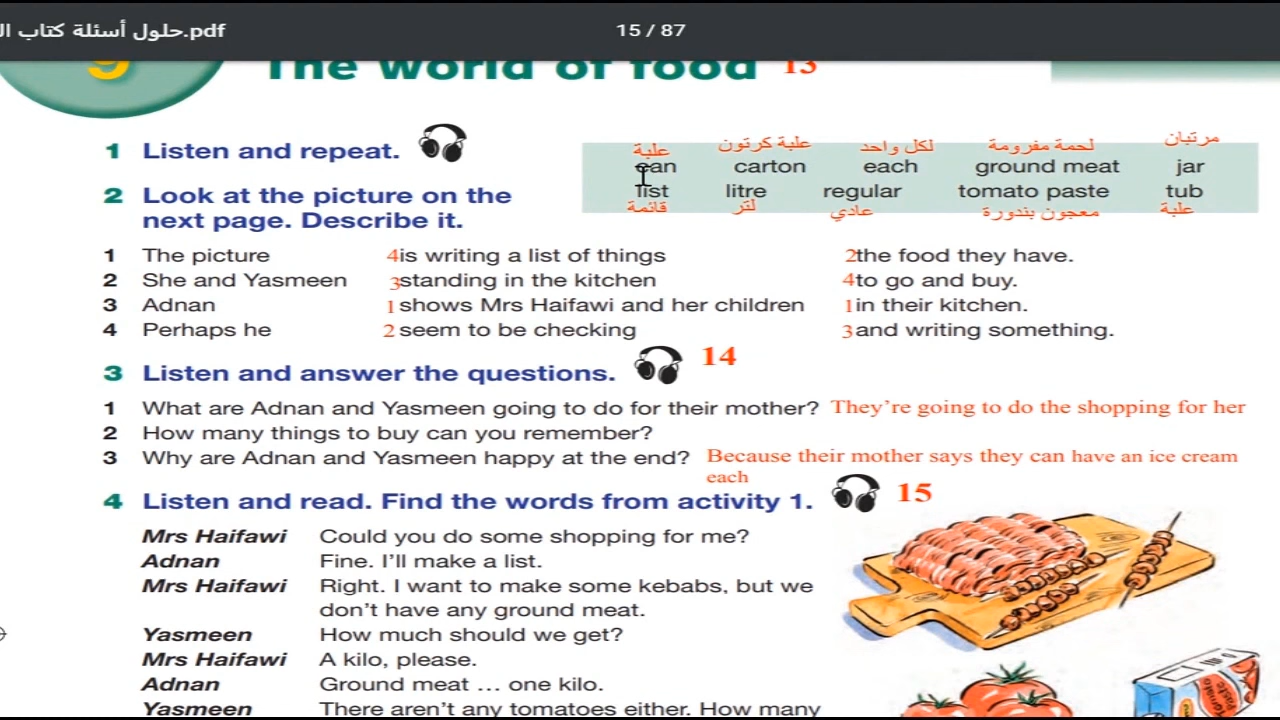 حلول أسئلة كتاب ال.pdf
15 / 87
9 The world of food 13
1 Listen and repeat.
علبة علبة كرتون لكل واحد لحمة مفرومة مرتبان
can carton each ground meat jar
list litre regular tomato paste tub
قائمة لتر عادي معجون بندورة علبة
2 Look at the picture on the
next page. Describe it.
1 The picture 4 is writing a list of things 2 the food they have.
2 She and Yasmeen 3 standing in the kitchen 4 to go and buy.
3 Adnan 1 shows Mrs Haifawi and her children 1 in their kitchen.
4 Perhaps he 2 seem to be checking 3 and writing something.
3 Listen and answer the questions. 14
1 What are Adnan and Yasmeen going to do for their mother? They're going to do the shopping for her
2 How many things to buy can you remember?
3 Why are Adnan and Yasmeen happy at the end? Because their mother says they can have an ice cream
each
4 Listen and read. Find the words from activity 1. 15
Mrs Haifawi Could you do some shopping for me?
Adnan Fine. I'll make a list.
Mrs Haifawi Right. I want to make some kebabs, but we
don't have any ground meat.
Yasmeen How much should we get?
Mrs Haifawi A kilo, please.
Adnan Ground meat … one kilo.
Yasmeen There aren't any tomatoes either. How many
Tomato Paste